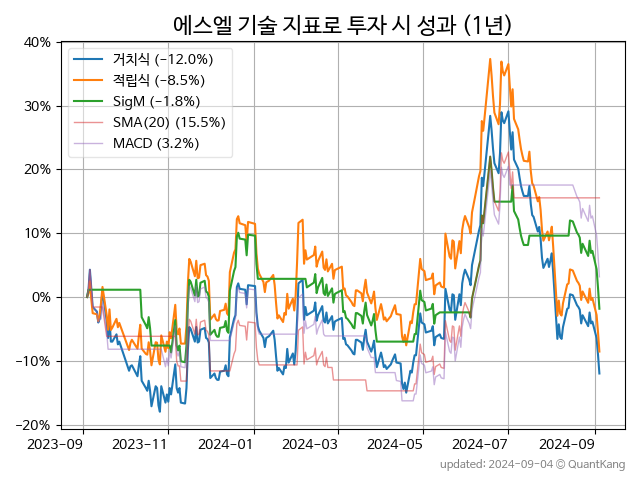 에스엘 기술 지표로 투자 시 성과 (1년)
거치식 (−12.0%)
적립식 (−8.5%)
SigM (−1.8%)
SMA(20) (15.5%)
MACD (3.2%)
40%
30%
20%
10%
0%
−10%
−20%
2023-09 2023-11 2024-01 2024-03 2024-05 2024-07 2024-09
updated: 2024-09-04 © QuantKang